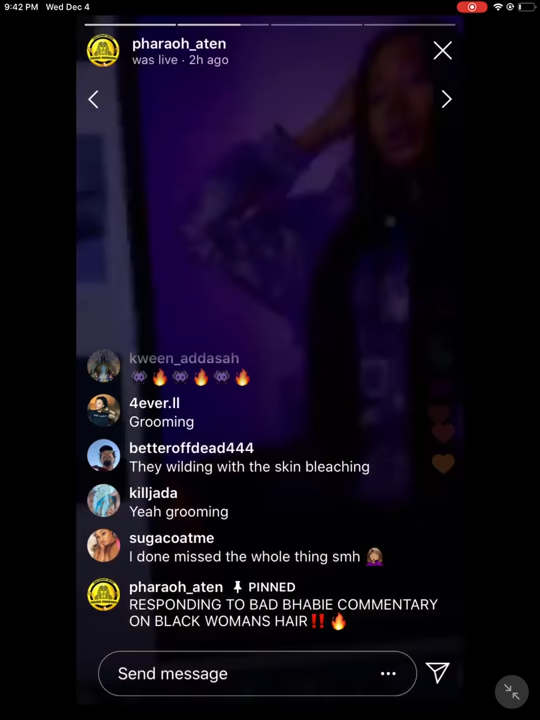 9:42 PM Wed Dec 4
pharaoh_aten
was live · 2h ago
kween_addasah
👾🔥👾🔥👾🔥
4ever.ll
Grooming
betteroffdead444
They wilding with the skin bleaching
killjada
Yeah grooming
sugacoatme
I done missed the whole thing smh 🤦🏽‍♀️
pharaoh_aten PINNED
RESPONDING TO BAD BHABIE COMMENTARY
ON BLACK WOMANS HAIR‼️🔥
Send message